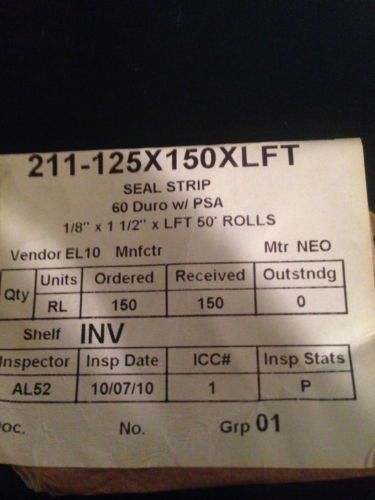 211-125X150XLFT
SEAL STRIP
60 Duro w/ PSA
1/8" x 1 1/2" x LFT 50' ROLLS
Vendor EL10 Mnfctr Mtr NEO
Qty Units Ordered Received Outstndg
RL 150 150 0
Shelf INV
Inspector Insp Date ICC# Insp Stats
AL52 10/07/10 1 P
Doc. No. Grp 01